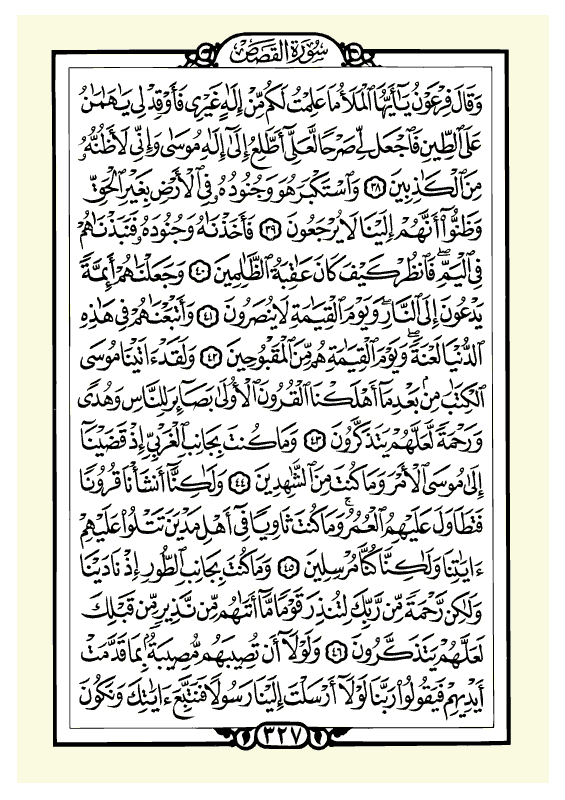 سُورَةُ القَصَصِ
وَقَالَ فِرْعَوْنُ يَٰٓأَيُّهَا ٱلْمَلَأُ مَا عَلِمْتُ لَكُم مِّنْ إِلَٰهٍ غَيْرِى فَأَوْقِدْ لِى يَٰهَٰمَٰنُ
عَلَى ٱلطِّينِ فَٱجْعَل لِّى صَرْحًا لَّعَلِّىٓ أَطَّلِعُ إِلَىٰٓ إِلَٰهِ مُوسَىٰ وَإِنِّى لَأَظُنُّهُۥ
مِنَ ٱلْكَٰذِبِينَ ٣٨ وَٱسْتَكْبَرَ هُوَ وَجُنُودُهُۥ فِى ٱلْأَرْضِ بِغَيْرِ ٱلْحَقِّ
وَظَنُّوٓا۟ أَنَّهُمْ إِلَيْنَا لَا يُرْجَعُونَ ٣٩ فَأَخَذْنَٰهُ وَجُنُودَهُۥ فَنَبَذْنَٰهُمْ
فِى ٱلْيَمِّ ۖ فَٱنظُرْ كَيْفَ كَانَ عَٰقِبَةُ ٱلظَّٰلِمِينَ ٤٠ وَجَعَلْنَٰهُمْ أَئِمَّةً
يَدْعُونَ إِلَى ٱلنَّارِ ۖ وَيَوْمَ ٱلْقِيَٰمَةِ لَا يُنصَرُونَ ٤١ وَأَتْبَعْنَٰهُمْ فِى هَٰذِهِ
ٱلدُّنْيَا لَعْنَةً ۖ وَيَوْمَ ٱلْقِيَٰمَةِ هُم مِّنَ ٱلْمَقْبُوحِينَ ٤٢ وَلَقَدْ ءَاتَيْنَا مُوسَى
ٱلْكِتَٰبَ مِنۢ بَعْدِ مَآ أَهْلَكْنَا ٱلْقُرُونَ ٱلْأُولَىٰ بَصَآئِرَ لِلنَّاسِ وَهُدًى
وَرَحْمَةً لَّعَلَّهُمْ يَتَذَكَّرُونَ ٤٣ وَمَا كُنتَ بِجَانِبِ ٱلْغَرْبِىِّ إِذْ قَضَيْنَآ
إِلَىٰ مُوسَى ٱلْأَمْرَ وَمَا كُنتَ مِنَ ٱلشَّٰهِدِينَ ٤٤ وَلَٰكِنَّآ أَنشَأْنَا قُرُونًا
فَتَطَاوَلَ عَلَيْهِمُ ٱلْعُمُرُ ۚ وَمَا كُنتَ ثَاوِيًا فِىٓ أَهْلِ مَدْيَنَ تَتْلُوا۟ عَلَيْهِمْ
ءَايَٰتِنَا وَلَٰكِنَّا كُنَّا مُرْسِلِينَ ٤٥ وَمَا كُنتَ بِجَانِبِ ٱلطُّورِ إِذْ نَادَيْنَا
وَلَٰكِن رَّحْمَةً مِّن رَّبِّكَ لِتُنذِرَ قَوْمًا مَّآ أَتَىٰهُم مِّن نَّذِيرٍ مِّن قَبْلِكَ
لَعَلَّهُمْ يَتَذَكَّرُونَ ٤٦ وَلَوْلَآ أَن تُصِيبَهُم مُّصِيبَةٌۢ بِمَا قَدَّمَتْ
أَيْدِيهِمْ فَيَقُولُوا۟ رَبَّنَا لَوْلَآ أَرْسَلْتَ إِلَيْنَا رَسُولًا فَنَتَّبِعَ ءَايَٰتِكَ وَنَكُونَ
٣٢٧